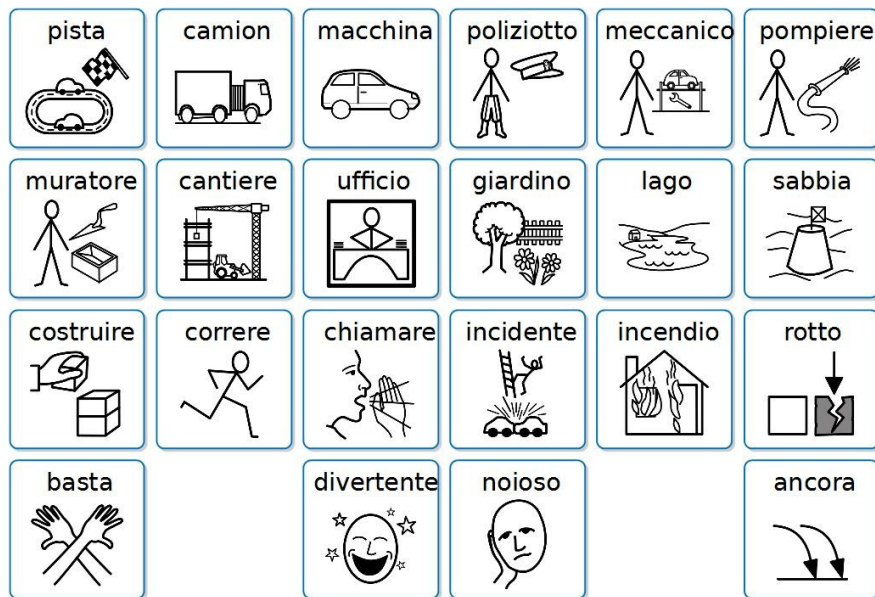 pista camion macchina poliziotto meccanico pompiere
muratore cantiere ufficio giardino lago sabbia
costruire correre chiamare incidente incendio rotto
basta divertente noioso ancora